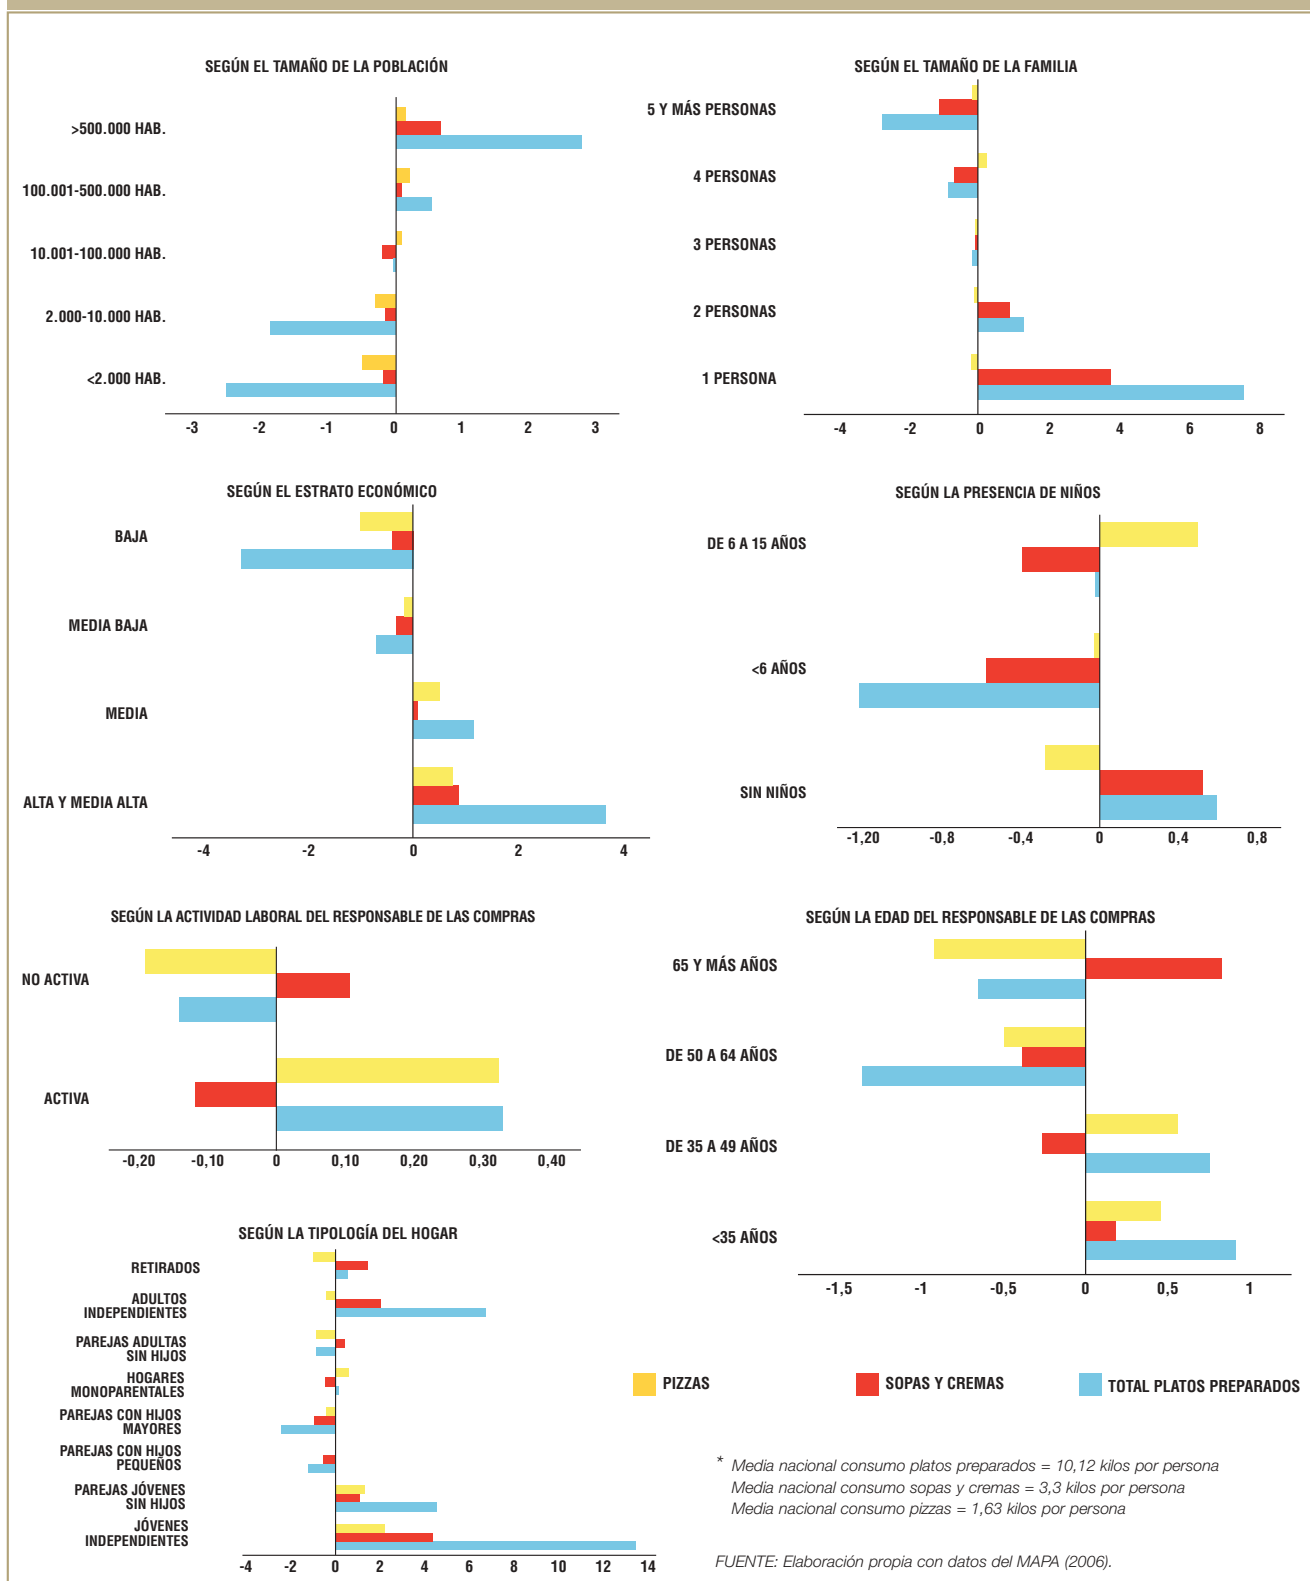 SEGÚN EL TAMAÑO DE LA POBLACIÓN
>500.000 HAB.
100.001-500.000 HAB.
10.001-100.000 HAB.
2.000-10.000 HAB.
<2.000 HAB.
-3 -2 -1 0 1 2 3
SEGÚN EL TAMAÑO DE LA FAMILIA
5 Y MÁS PERSONAS
4 PERSONAS
3 PERSONAS
2 PERSONAS
1 PERSONA
-4 -2 0 2 4 6 8
SEGÚN EL ESTRATO ECONÓMICO
BAJA
MEDIA BAJA
MEDIA
ALTA Y MEDIA ALTA
-4 -2 0 2 4
SEGÚN LA PRESENCIA DE NIÑOS
DE 6 A 15 AÑOS
<6 AÑOS
SIN NIÑOS
-1,20 -0,8 -0,4 0 0,4 0,8
SEGÚN LA ACTIVIDAD LABORAL DEL RESPONSABLE DE LAS COMPRAS
NO ACTIVA
ACTIVA
-0,20 -0,10 0 0,10 0,20 0,30 0,40
SEGÚN LA EDAD DEL RESPONSABLE DE LAS COMPRAS
65 Y MÁS AÑOS
DE 50 A 64 AÑOS
DE 35 A 49 AÑOS
<35 AÑOS
-1,5 -1 -0,5 0 0,5 1
SEGÚN LA TIPOLOGÍA DEL HOGAR
RETIRADOS
ADULTOS
INDEPENDIENTES
PAREJAS ADULTAS
SIN HIJOS
HOGARES
MONOPARENTALES
PAREJAS CON HIJOS
MAYORES
PAREJAS CON HIJOS
PEQUEÑOS
PAREJAS JÓVENES
SIN HIJOS
JÓVENES
INDEPENDIENTES
-4 -2 0 2 4 6 8 10 12 14
PIZZAS SOPAS Y CREMAS TOTAL PLATOS PREPARADOS
* Media nacional consumo platos preparados = 10,12 kilos por persona
Media nacional consumo sopas y cremas = 3,3 kilos por persona
Media nacional consumo pizzas = 1,63 kilos por persona
FUENTE: Elaboración propia con datos del MAPA (2006).